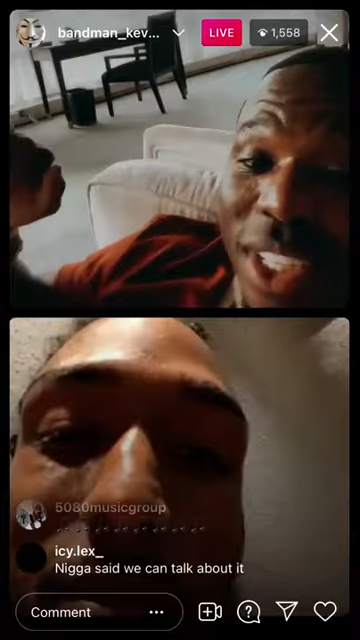 bandman_kev...
LIVE
1,558
5080musicgroup
icy.lex_
Nigga said we can talk about it
Comment